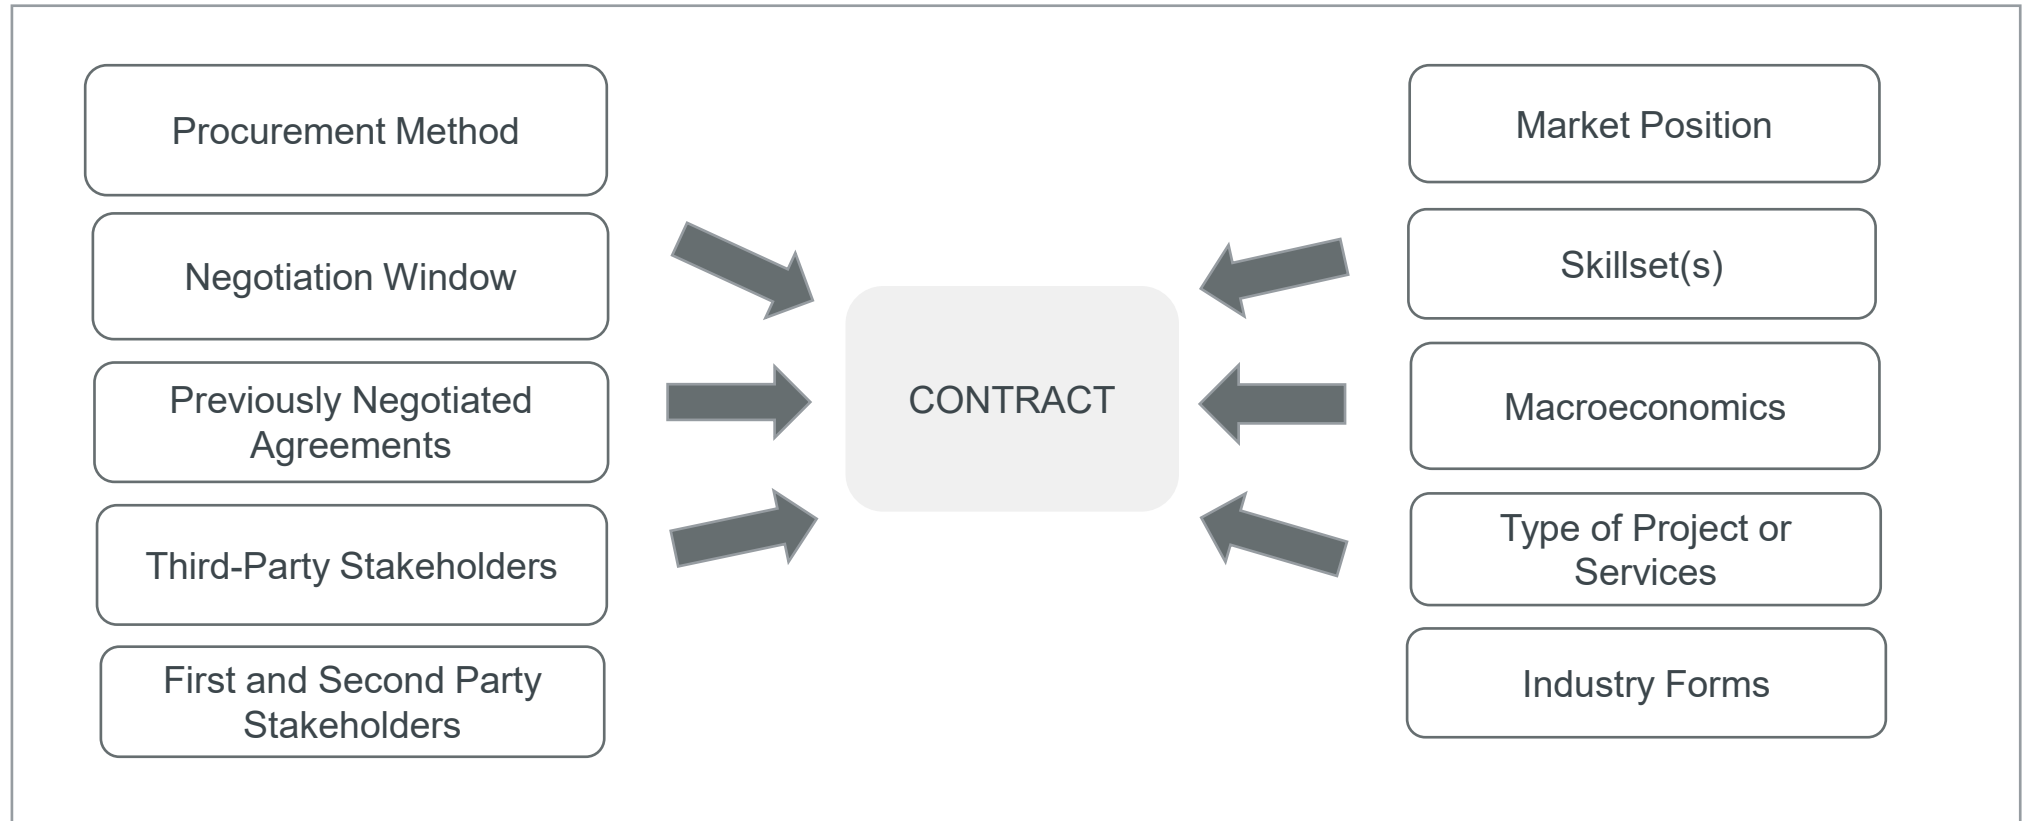 Procurement Method
Negotiation Window
Previously Negotiated
Agreements
Third-Party Stakeholders
First and Second Party
Stakeholders
CONTRACT
Market Position
Skillset(s)
Macroeconomics
Type of Project or
Services
Industry Forms